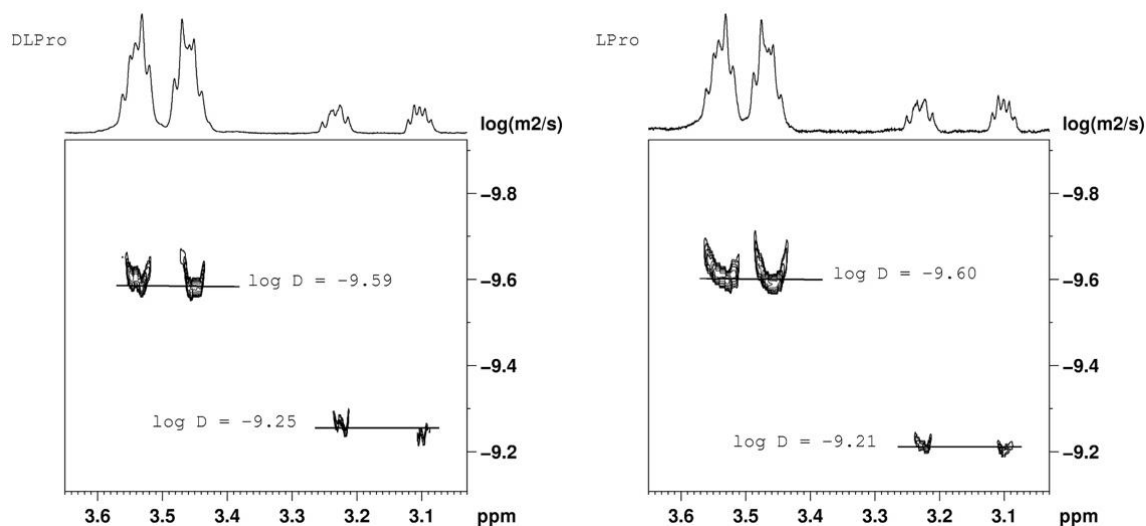 DLPro
log(m2/s)
-9.8
log D = -9.59
-9.6
-9.4
log D = -9.25
-9.2
3.6 3.5 3.4 3.3 3.2 3.1 ppm
LPro
log(m2/s)
-9.8
log D = -9.60
-9.6
-9.4
log D = -9.21
-9.2
3.6 3.5 3.4 3.3 3.2 3.1 ppm